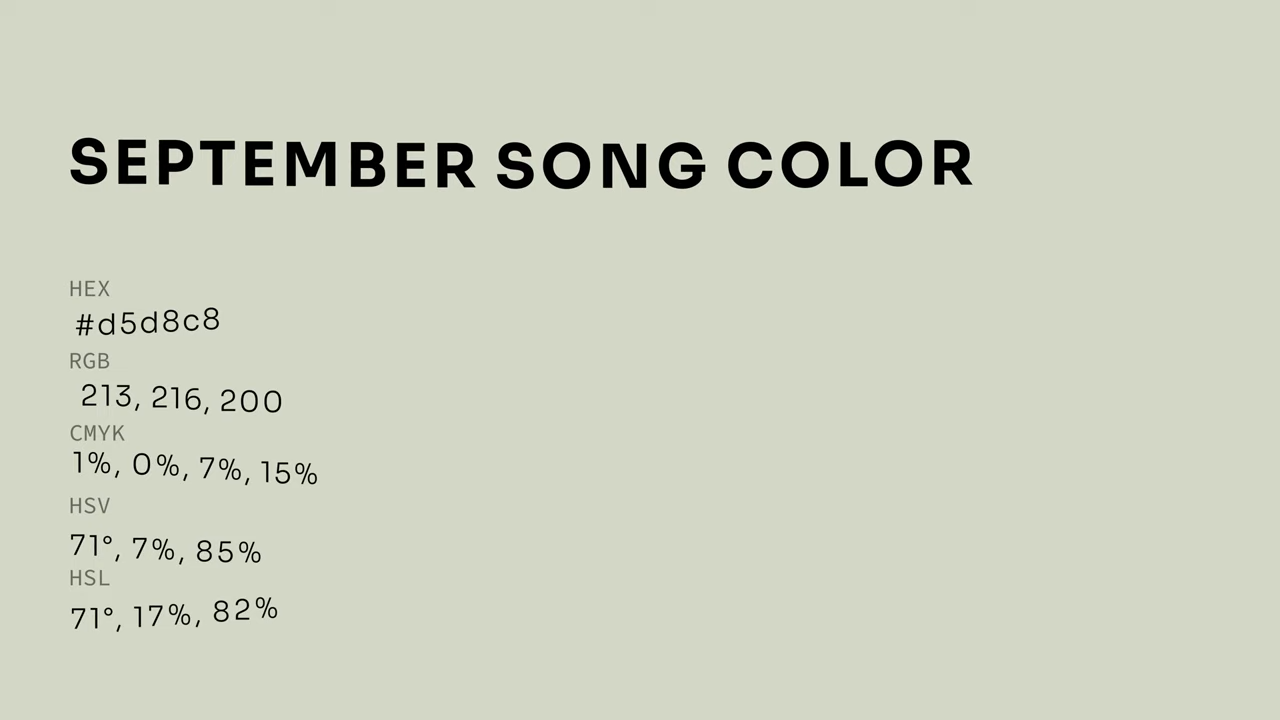 SEPTEMBER SONG COLOR
HEX
#d5d8c8
RGB
213, 216, 200
CMYK
1%, 0%, 7%, 15%
HSV
71°, 7%, 85%
HSL
71°, 17%, 82%